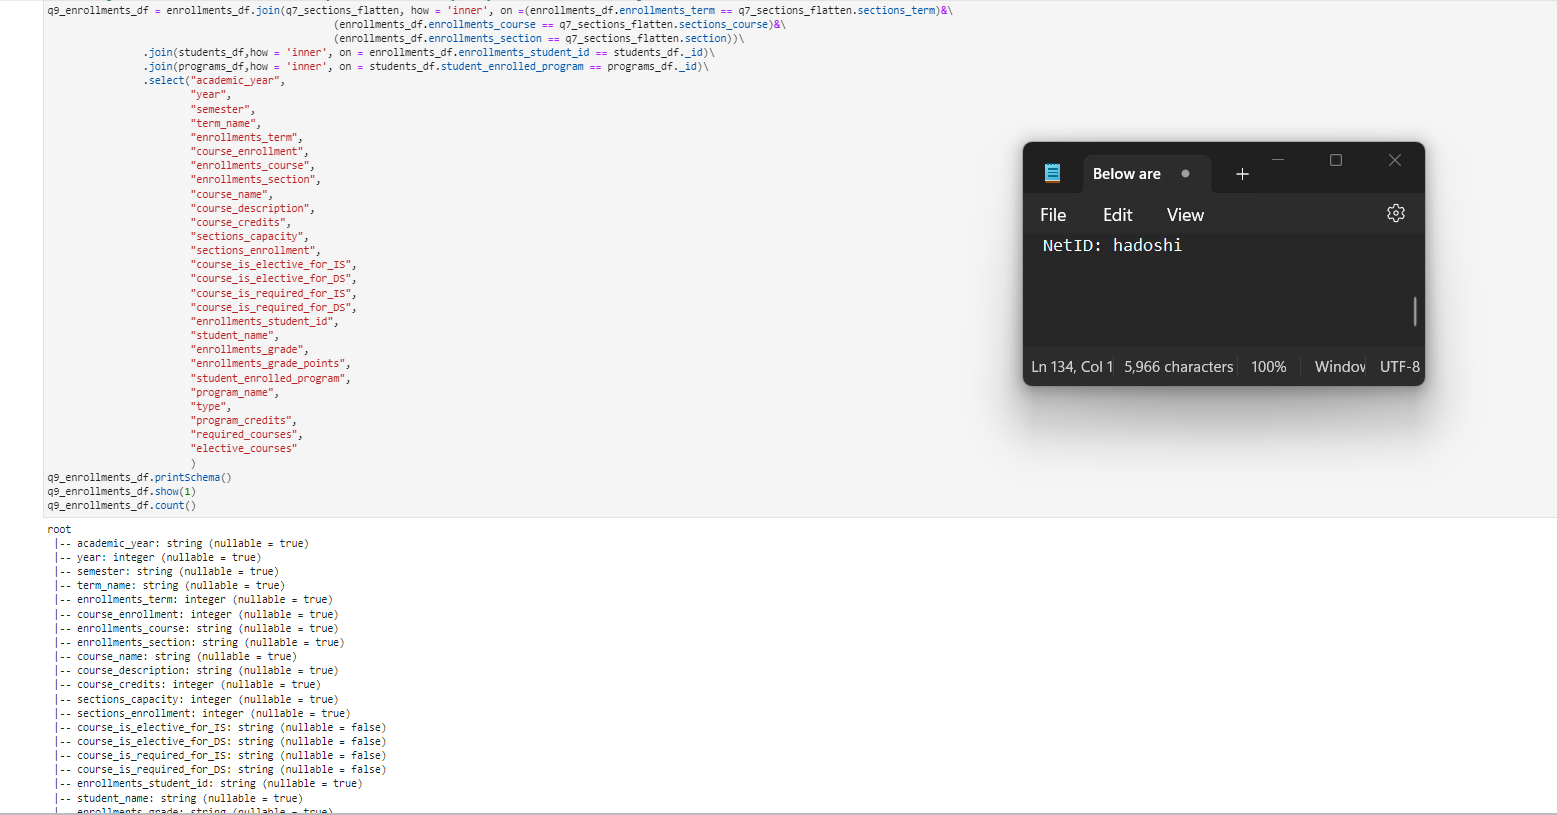 q9_enrollments_df = enrollments_df.join(q7_sections_flatten, how = 'inner', on =(enrollments_df.enrollments_term == q7_sections_flatten.sections_term)&\
(enrollments_df.enrollments_course == q7_sections_flatten.sections_course)&\
(enrollments_df.enrollments_section == q7_sections_flatten.section))\
.join(students_df,how = 'inner', on = enrollments_df.enrollments_student_id == students_df._id)\
.join(programs_df,how = 'inner', on = students_df.student_enrolled_program == programs_df._id)\
.select("academic_year",
"year",
"semester",
"term_name",
"enrollments_term",
"course_enrollment",
"enrollments_course",
"enrollments_section",
"course_name",
"course_description",
"course_credits",
"sections_capacity",
"sections_enrollment",
"course_is_elective_for_IS",
"course_is_elective_for_DS",
"course_is_required_for_IS",
"course_is_required_for_DS",
"enrollments_student_id",
"student_name",
"enrollments_grade",
"enrollments_grade_points",
"student_enrolled_program",
"program_name",
"type",
"program_credits",
"required_courses",
"elective_courses"
)
q9_enrollments_df.printSchema()
q9_enrollments_df.show(1)
q9_enrollments_df.count()
root
|-- academic_year: string (nullable = true)
|-- year: integer (nullable = true)
|-- semester: string (nullable = true)
|-- term_name: string (nullable = true)
|-- enrollments_term: integer (nullable = true)
|-- course_enrollment: integer (nullable = true)
|-- enrollments_course: string (nullable = true)
|-- enrollments_section: string (nullable = true)
|-- course_name: string (nullable = true)
|-- course_description: string (nullable = true)
|-- course_credits: integer (nullable = true)
|-- sections_capacity: integer (nullable = true)
|-- sections_enrollment: integer (nullable = true)
|-- course_is_elective_for_IS: string (nullable = false)
|-- course_is_elective_for_DS: string (nullable = false)
|-- course_is_required_for_IS: string (nullable = false)
|-- course_is_required_for_DS: string (nullable = false)
|-- enrollments_student_id: string (nullable = true)
|-- student_name: string (nullable = true)
|-- enrollments_grade: string (nullable = true)
Below are
File Edit View
NetID: hadoshi
Ln 134, Col 1 5,966 characters 100% Window UTF-8